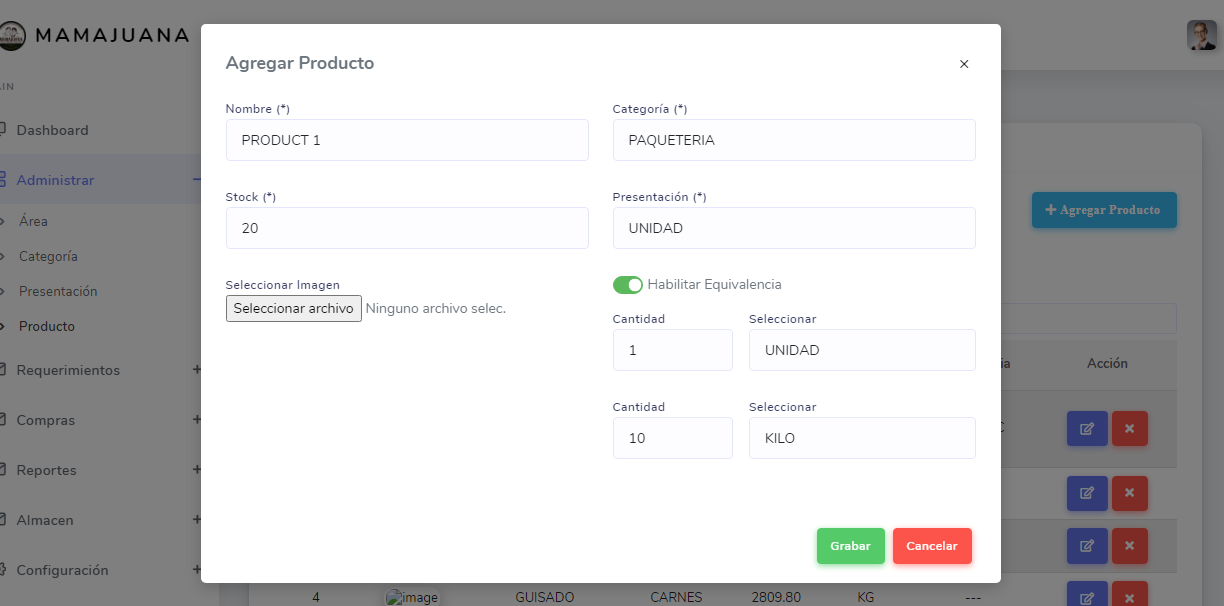 MAMAJUANA
Agregar Producto
×
Nombre (*)
Categoría (*)
PRODUCT 1
PAQUETERIA
Stock (*)
Presentación (*)
20
UNIDAD
Seleccionar Imagen
Habilitar Equivalencia
Seleccionar archivo Ninguno archivo selec.
Cantidad
Seleccionar
1
UNIDAD
Cantidad
Seleccionar
10
KILO
Grabar
Cancelar
Dashboard
Administrar
Área
Categoría
Presentación
Producto
Requerimientos
Compras
Reportes
Almacen
Configuración
+ Agregar Producto
Acción
4 image GUISADO CARNES 2809.80 KG ---